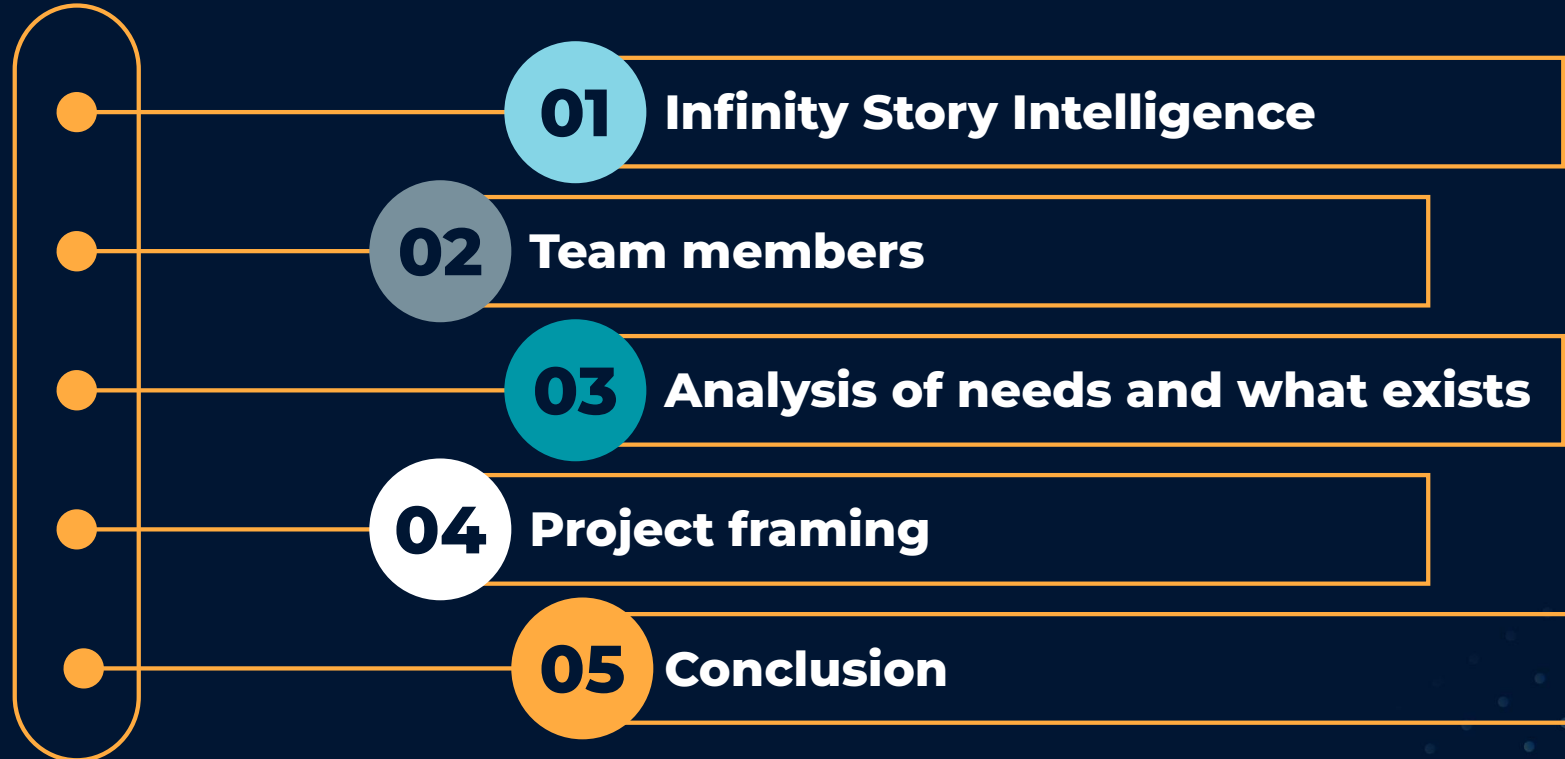 01 Infinity Story Intelligence
02 Team members
03 Analysis of needs and what exists
04 Project framing
05 Conclusion